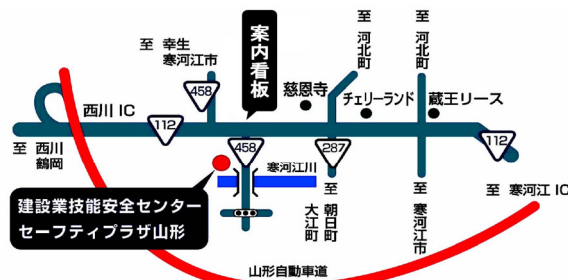 至 幸生
寒河江市
458
案内看板
至 河北町
至 河北町
慈恩寺
チェリーランド
蔵王リース
西川 IC
112
至 西川
鶴岡
458
287
112
寒河江川
建設業技能安全センター
セーフティプラザ山形
至 朝日町
大江町
至 寒河江市
至 寒河江 IC
山形自動車道